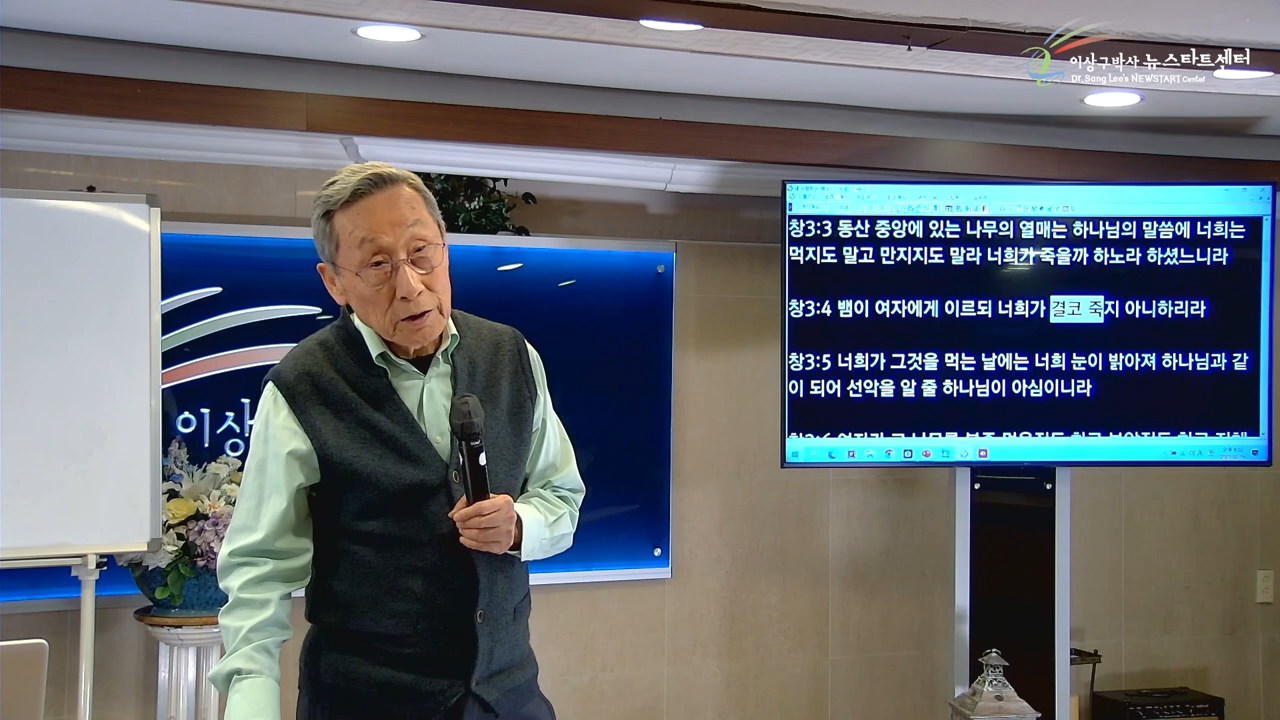 이상구박사 뉴스타트센터
Dr. Sang Lee's NEWSTART Center
창3:3 동산 중앙에 있는 나무의 열매는 하나님의 말씀에 너희는
먹지도 말고 만지지도 말라 너희가 죽을까 하노라 하셨느니라
창3:4 뱀이 여자에게 이르되 너희가 결코 죽지 아니하리라
창3:5 너희가 그것을 먹는 날에는 너희 눈이 밝아져 하나님과 같
이 되어 선악을 알 줄 하나님이 아심이니라
이상